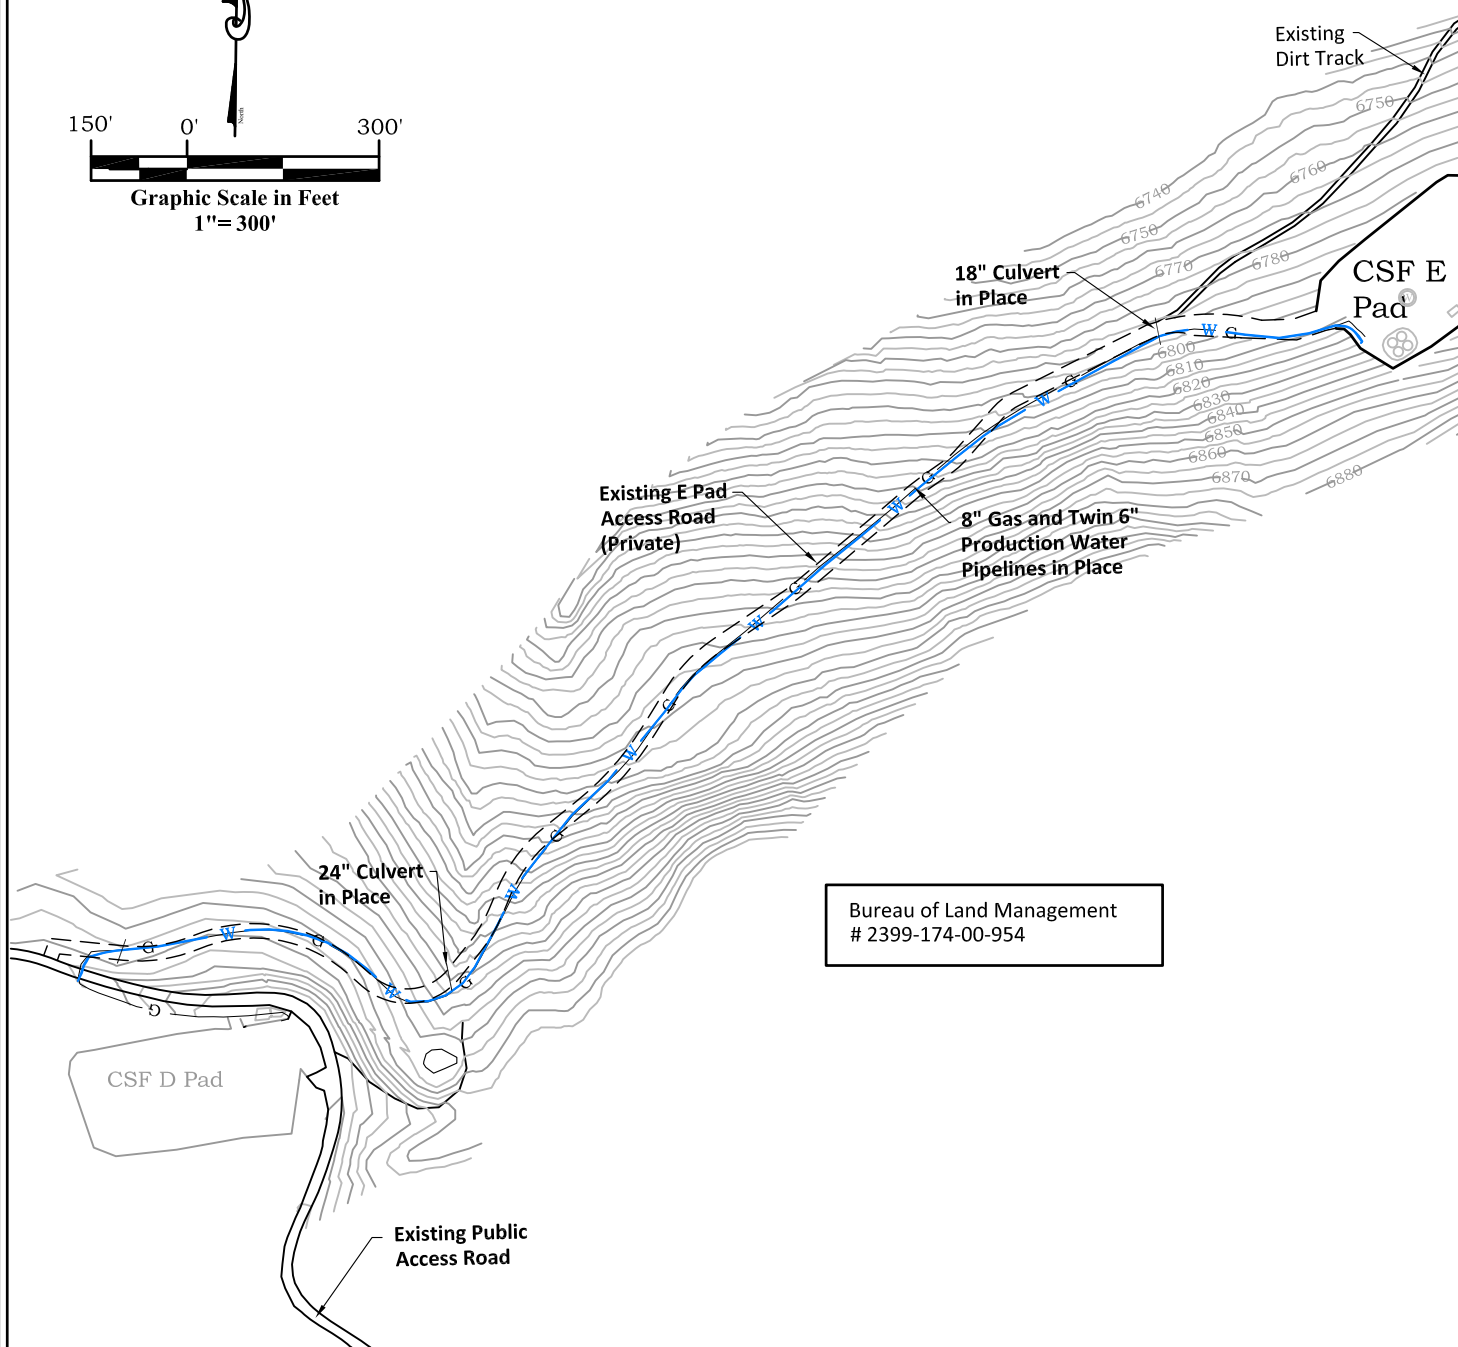 Existing
Dirt Track
North
150' 0' 300'
Graphic Scale in Feet
1"= 300'
6750
6760
6740
6750
6770
6780
18" Culvert
in Place
CSF E
Pad
W
W G
6800
6810
6820
6830
6840
6850
6860
6870
6880
G
W
G
W
Existing E Pad
Access Road
(Private)
8" Gas and Twin 6"
Production Water
Pipelines in Place
G
W
G
W
G
W
24" Culvert
in Place
Bureau of Land Management
# 2399-174-00-954
G W G
W G
G
CSF D Pad
Existing Public
Access Road